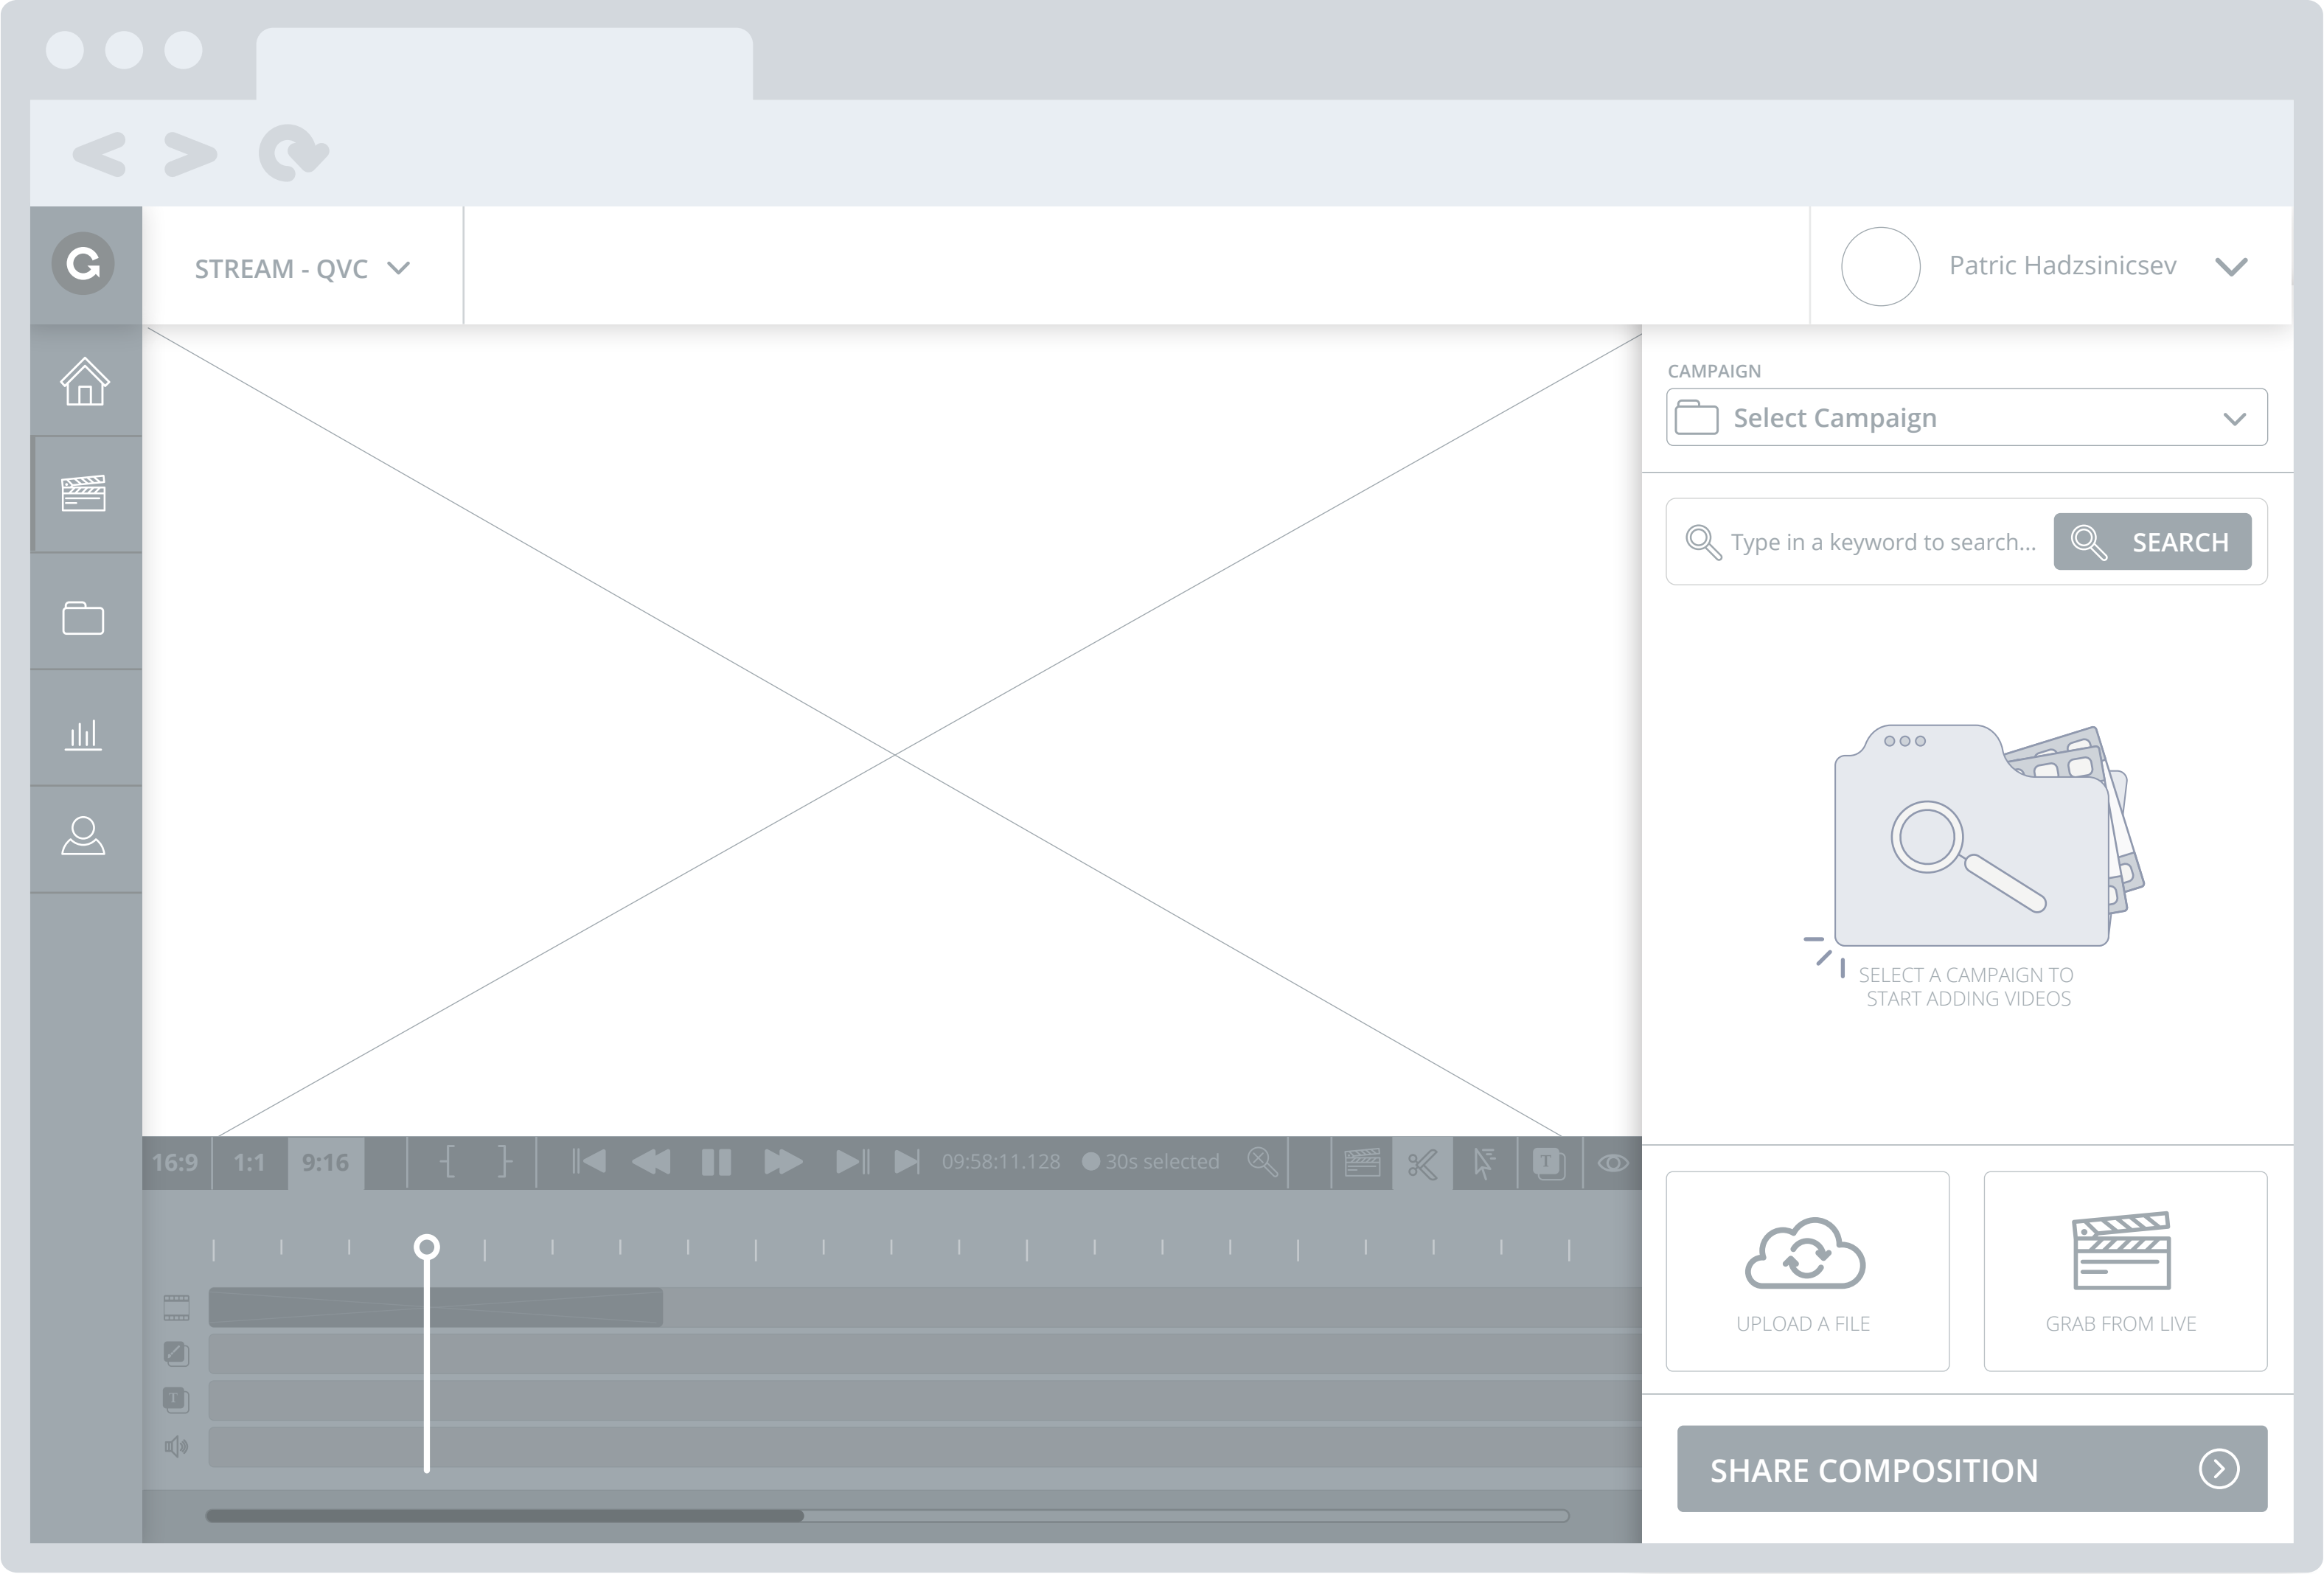 STREAM - QVC
Patric Hadzsinicsev
CAMPAIGN
Select Campaign
Type in a keyword to search...
SEARCH
SELECT A CAMPAIGN TO
START ADDING VIDEOS
16:9
1:1
9:16
09:58:11.128
30s selected
T
T
UPLOAD A FILE
GRAB FROM LIVE
SHARE COMPOSITION